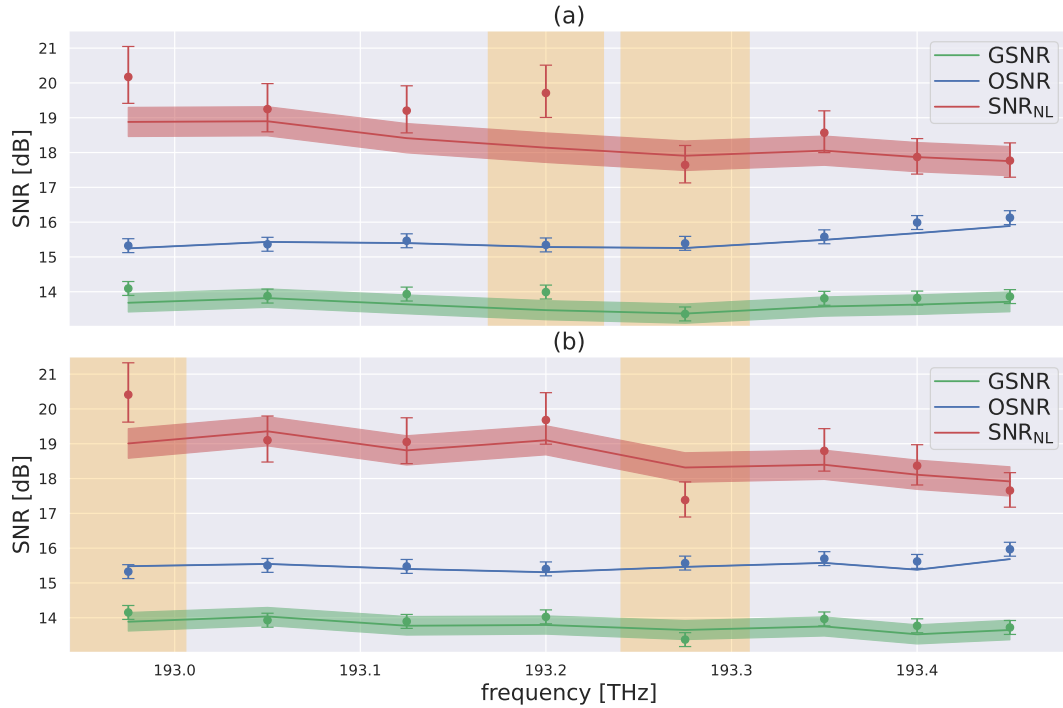 (a)
21
20
19
18
17
16
15
14
SNR [dB]
GSNR
OSNR
SNR_NL
(b)
21
20
19
18
17
16
15
14
SNR [dB]
GSNR
OSNR
SNR_NL
193.0 193.1 193.2 193.3 193.4
frequency [THz]